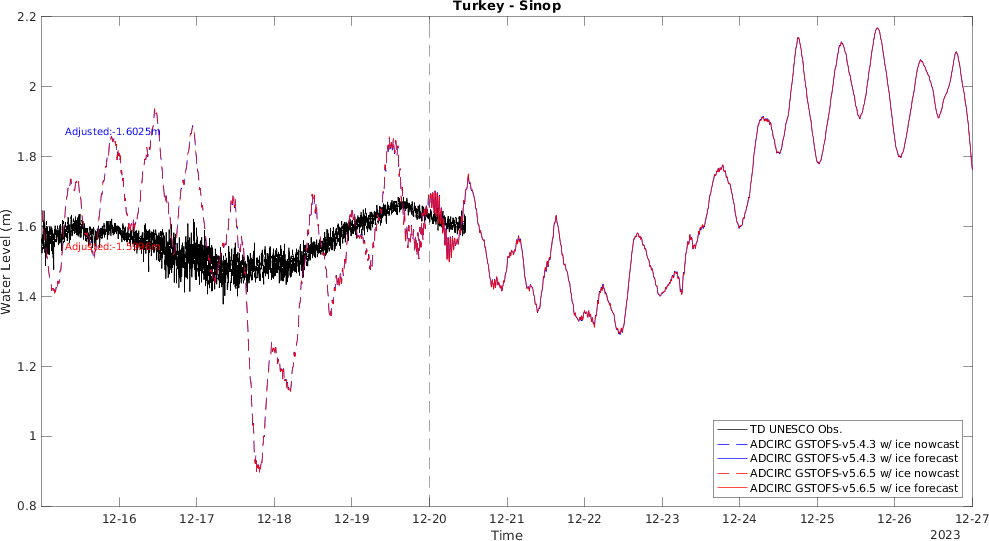 Turkey - Sinop
Water Level (m)
2.2
2
1.8
1.6
1.4
1.2
1
0.8
Adjusted:-1.6025m
Adjusted:-1.
12-16
12-17
12-18
12-19
12-20
12-21
12-22
12-23
12-24
12-25
12-26
12-27
Time
2023
TD UNESCO Obs.
ADCIRC GSTOFS-v5.4.3 w/ ice nowcast
ADCIRC GSTOFS-v5.4.3 w/ ice forecast
ADCIRC GSTOFS-v5.6.5 w/ ice nowcast
ADCIRC GSTOFS-v5.6.5 w/ ice forecast